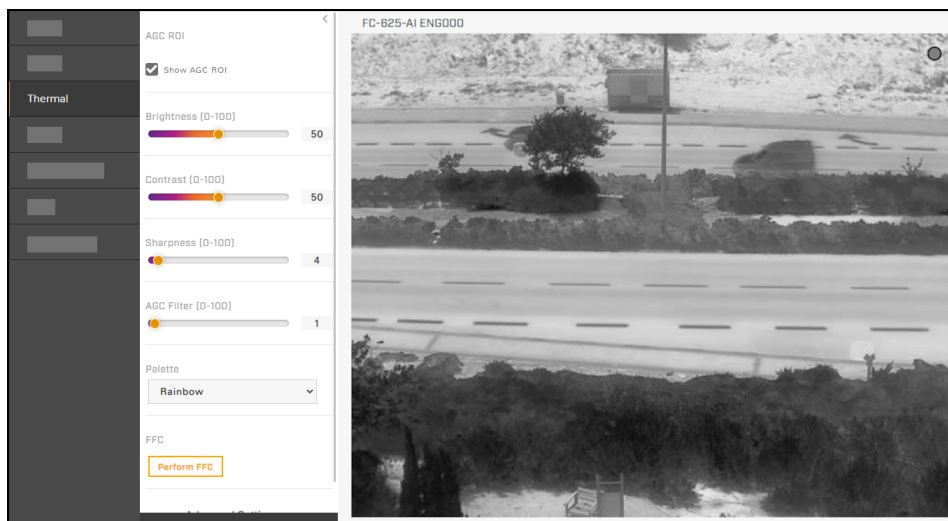 FC-625-AI ENG000
AGC ROI
Show AGC ROI
Thermal
Brightness [0-100]
50
Contrast [0-100]
50
Sharpness [0-100]
4
AGC Filter [0-100]
1
Palette
Rainbow
FFC
Perform FFC